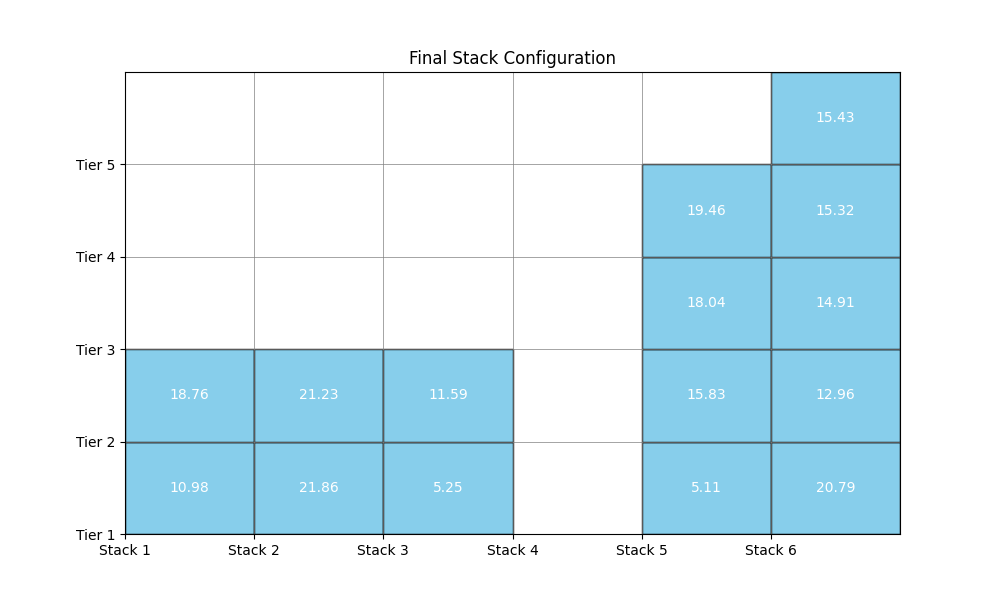 Final Stack Configuration
15.43
Tier 5
19.46 15.32
Tier 4
18.04 14.91
Tier 3
18.76 21.23 11.59 15.83 12.96
Tier 2
10.98 21.86 5.25 5.11 20.79
Tier 1
Stack 1 Stack 2 Stack 3 Stack 4 Stack 5 Stack 6